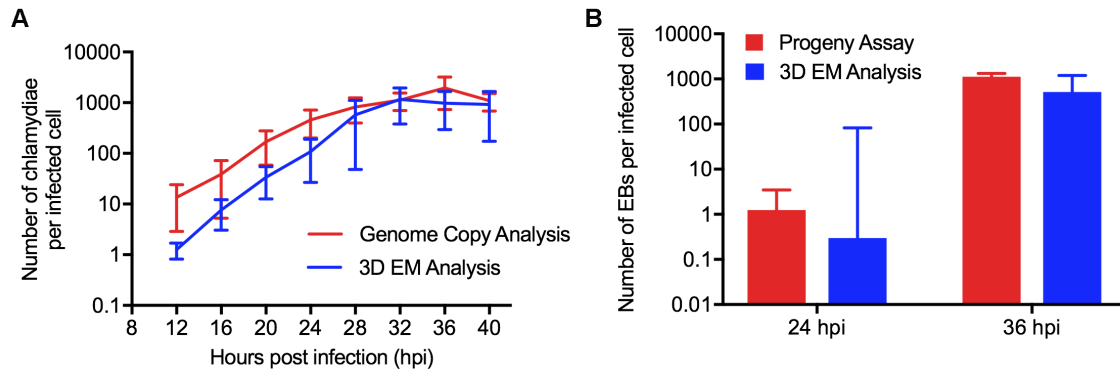 A
Number of chlamydiae
per infected cell
10000
1000
100
10
1
0.1
8 12 16 20 24 28 32 36 40
Hours post infection (hpi)
Genome Copy Analysis
3D EM Analysis
B
Number of EBs per infected cell
10000
1000
100
10
1
0.1
0.01
Progeny Assay
3D EM Analysis
24 hpi 36 hpi